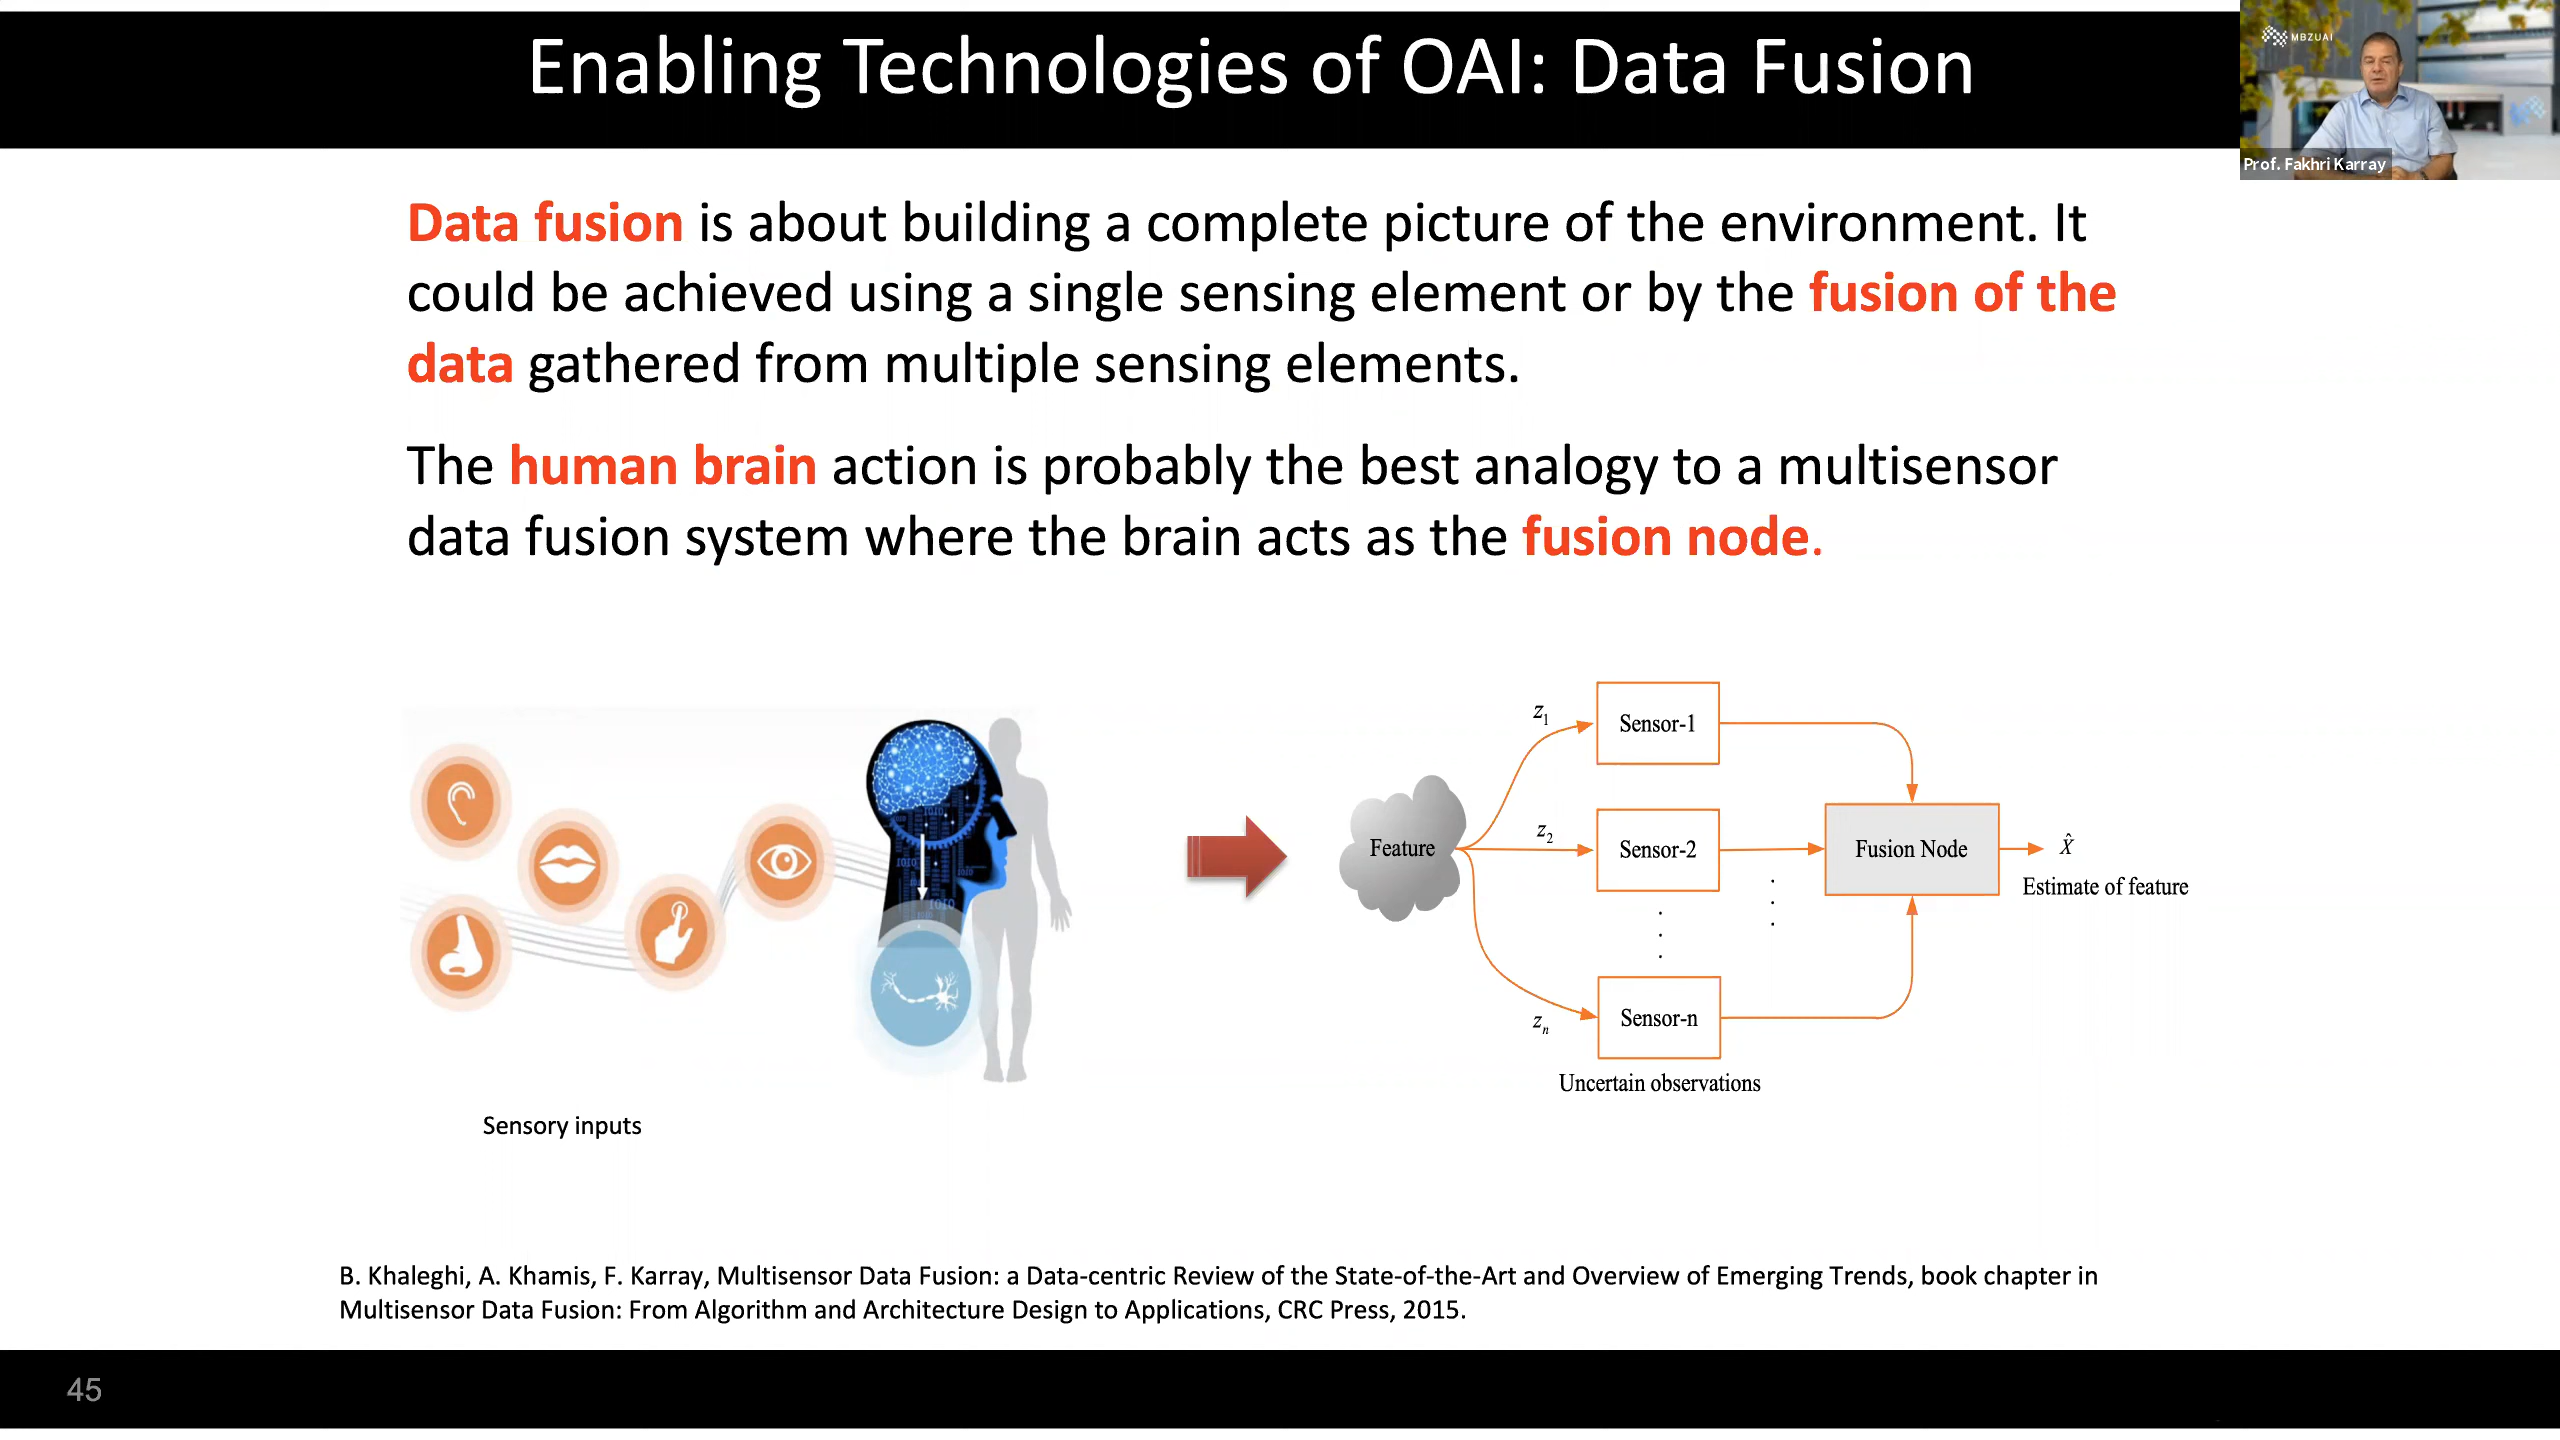 Enabling Technologies of OAI: Data Fusion
MBZUAI
Prof. Fakhri Karray
Data fusion is about building a complete picture of the environment. It
could be achieved using a single sensing element or by the fusion of the
data gathered from multiple sensing elements.
The human brain action is probably the best analogy to a multisensor
data fusion system where the brain acts as the fusion node.
Sensory inputs
Feature
z₁
z₂
zₙ
Sensor-1
Sensor-2
Sensor-n
Uncertain observations
Fusion Node
X̂
Estimate of feature
B. Khaleghi, A. Khamis, F. Karray, Multisensor Data Fusion: a Data-centric Review of the State-of-the-Art and Overview of Emerging Trends, book chapter in
Multisensor Data Fusion: From Algorithm and Architecture Design to Applications, CRC Press, 2015.
45